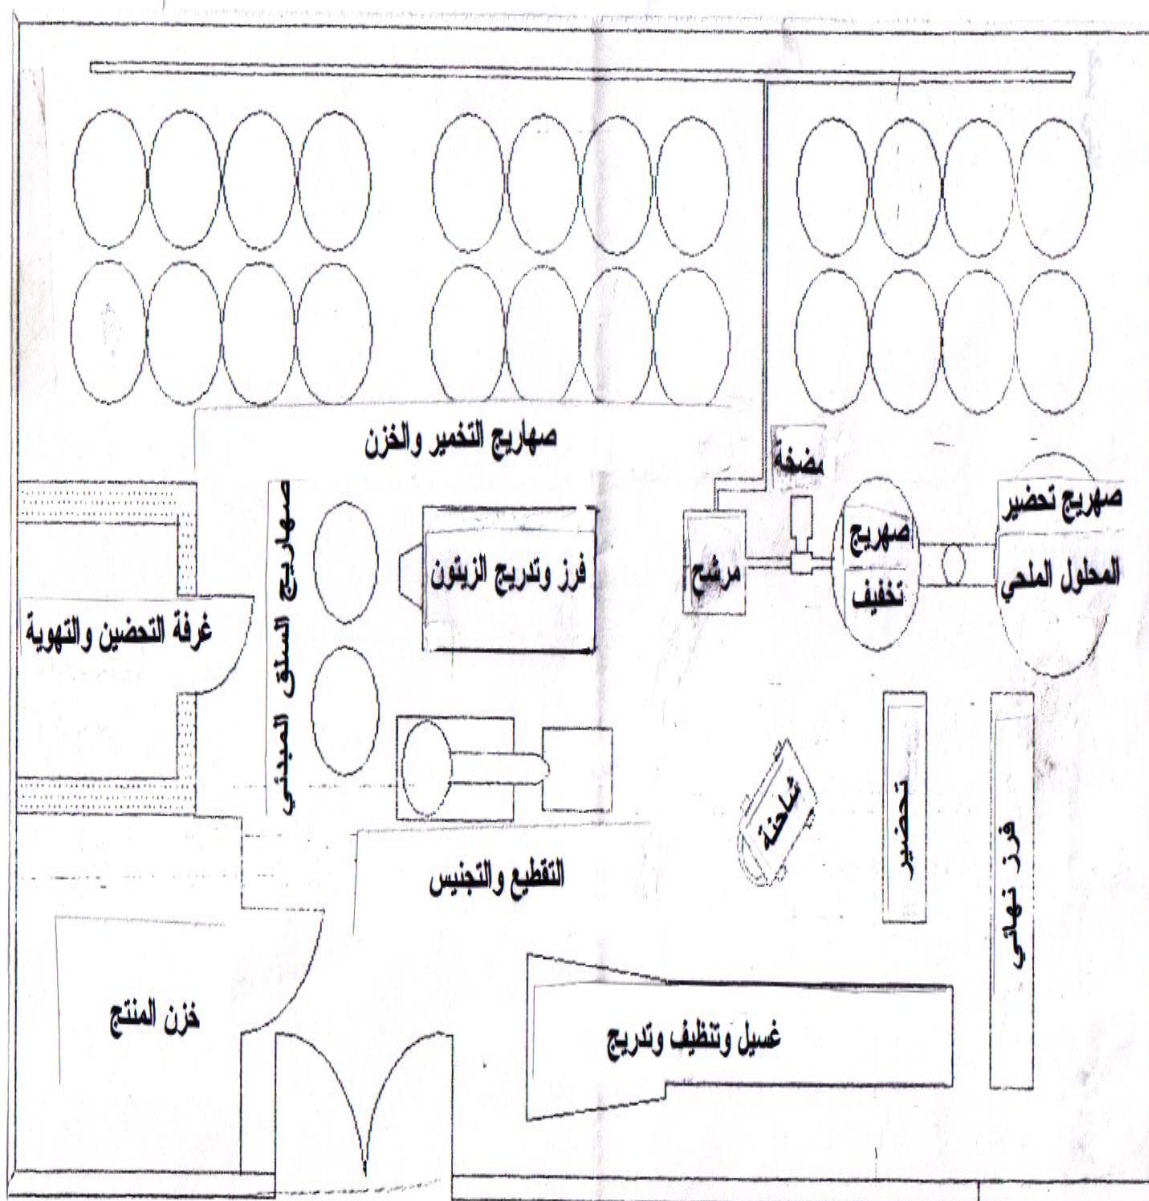 صهاريج التخمير والخزن
مضخة
صهريج تحضير
المحلول الملحي
صهريج
تخفيف
مرشح
فرز وتدريج الزيتون
صهاريج السلق المبدئي
غرفة التحضين والتهوية
شاحنة
تحضير
فرز نهائي
التقطيع والتجنيس
غسيل وتنظيف وتدريج
خزن المنتج